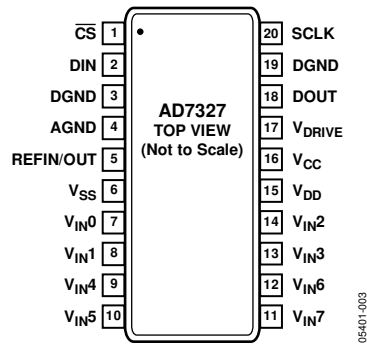 CS 1
DIN 2
DGND 3
AGND 4
REFIN/OUT 5
VSS 6
VIN0 7
VIN1 8
VIN4 9
VIN5 10
AD7327
TOP VIEW
(Not to Scale)
20 SCLK
19 DGND
18 DOUT
17 VDRIVE
16 VCC
15 VDD
14 VIN2
13 VIN3
12 VIN6
11 VIN7
05401-003